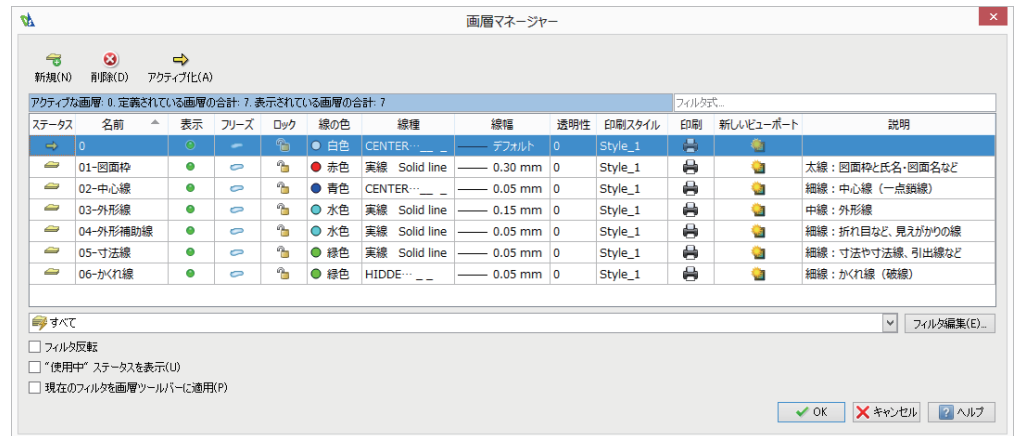 画層マネージャー
新規(N) 削除(D) アクティブ化(A)
アクティブな画層: 0. 定義されている画層の合計: 7. 表示されている画層の合計: 7 フィルタ式...
ステータス 名前 表示 フリーズ ロック 線の色 線種 線幅 透明性 印刷スタイル 印刷 新しいビューポート 説明
0 白色 CENTER…__ _ デフォルト 0 Style_1
01-図面枠 赤色 実線 Solid line 0.30 mm 0 Style_1 太線：図面枠と氏名・図面名など
02-中心線 青色 CENTER…__ _ 0.05 mm 0 Style_1 細線：中心線（一点鎖線）
03-外形線 水色 実線 Solid line 0.15 mm 0 Style_1 中線：外形線
04-外形補助線 水色 実線 Solid line 0.05 mm 0 Style_1 細線：折れ目など、見えがかりの線
05-寸法線 緑色 実線 Solid line 0.05 mm 0 Style_1 細線：寸法や寸法線、引出線など
06-かくれ線 緑色 HIDDE… _ _ 0.05 mm 0 Style_1 細線：かくれ線（破線）
すべて フィルタ編集(E)...
フィルタ反転
“使用中” ステータスを表示(U)
現在のフィルタを画層ツールバーに適用(P)
OK キャンセル ヘルプ